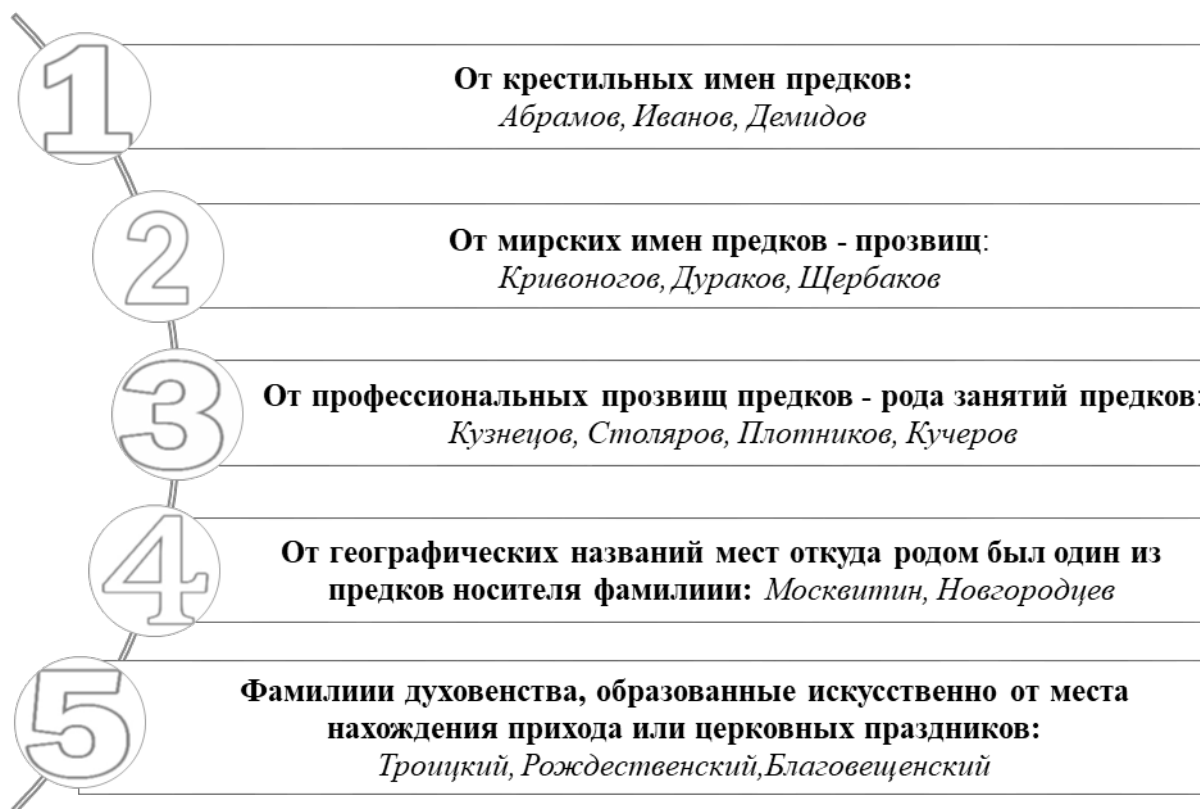 1
От крестильных имен предков:
Абрамов, Иванов, Демидов
2
От мирских имен предков - прозвищ:
Кривоногов, Дураков, Щербаков
3
От профессиональных прозвищ предков - рода занятий предков:
Кузнецов, Столяров, Плотников, Кучеров
4
От географических названий мест откуда родом был один из
предков носителя фамилиии: Москвитин, Новгородцев
5
Фамилиии духовенства, образованные искусственно от места
нахождения прихода или церковных праздников:
Троицкий, Рождественский,Благовещенский